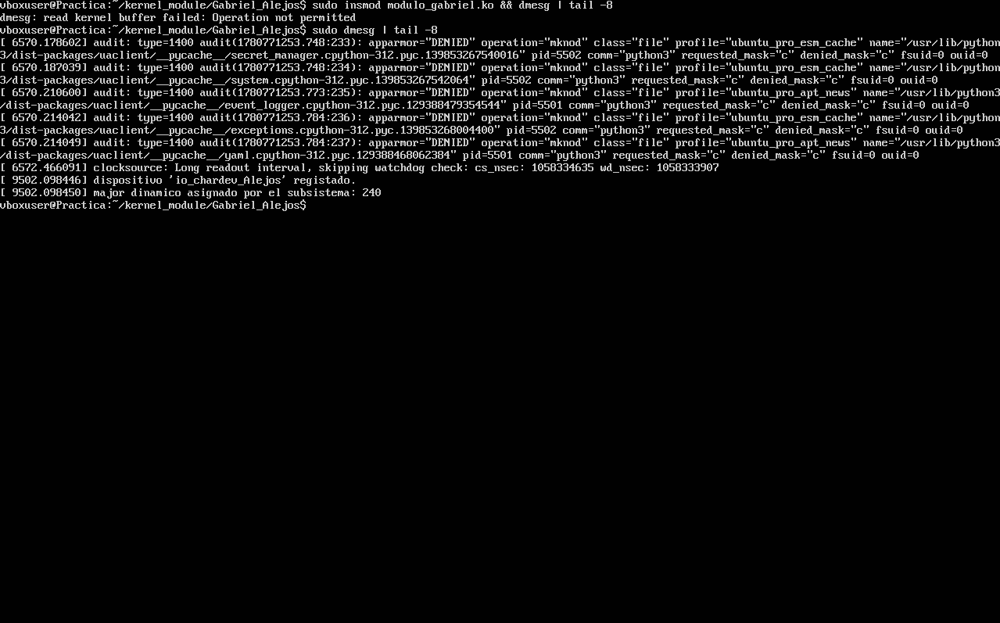 vboxuser@Practica:~/kernel_module/Gabriel_Alejos$ sudo insmod modulo_gabriel.ko && dmesg | tail -8
dmesg: read kernel buffer failed: Operation not permitted
vboxuser@Practica:~/kernel_module/Gabriel_Alejos$ sudo dmesg | tail -8
[ 6570.178602] audit: type=1400 audit(1780771253.748:233): apparmor="DENIED" operation="mknod" class="file" profile="ubuntu_pro_esm_cache" name="/usr/lib/python
3/dist-packages/uaclient/__pycache__/secret_manager.cpython-312.pyc.139853267540016" pid=5502 comm="python3" requested_mask="c" denied_mask="c" fsuid=0 ouid=0
[ 6570.187039] audit: type=1400 audit(1780771253.748:234): apparmor="DENIED" operation="mknod" class="file" profile="ubuntu_pro_esm_cache" name="/usr/lib/python
3/dist-packages/uaclient/__pycache__/system.cpython-312.pyc.139853267542064" pid=5502 comm="python3" requested_mask="c" denied_mask="c" fsuid=0 ouid=0
[ 6570.210600] audit: type=1400 audit(1780771253.773:235): apparmor="DENIED" operation="mknod" class="file" profile="ubuntu_pro_apt_news" name="/usr/lib/python3
/dist-packages/uaclient/__pycache__/event_logger.cpython-312.pyc.129388479354544" pid=5501 comm="python3" requested_mask="c" denied_mask="c" fsuid=0 ouid=0
[ 6570.214042] audit: type=1400 audit(1780771253.784:236): apparmor="DENIED" operation="mknod" class="file" profile="ubuntu_pro_esm_cache" name="/usr/lib/python
3/dist-packages/uaclient/__pycache__/exceptions.cpython-312.pyc.139853268004400" pid=5502 comm="python3" requested_mask="c" denied_mask="c" fsuid=0 ouid=0
[ 6570.214049] audit: type=1400 audit(1780771253.784:237): apparmor="DENIED" operation="mknod" class="file" profile="ubuntu_pro_apt_news" name="/usr/lib/python3
/dist-packages/uaclient/__pycache__/yaml.cpython-312.pyc.129388468062384" pid=5501 comm="python3" requested_mask="c" denied_mask="c" fsuid=0 ouid=0
[ 6572.466091] clocksource: Long readout interval, skipping watchdog check: cs_nsec: 1058334635 wd_nsec: 1058333907
[ 9502.098446] dispositivo 'io_chardev_Alejos' registado.
[ 9502.098450] major dinamico asignado por el subsistema: 240
vboxuser@Practica:~/kernel_module/Gabriel_Alejos$